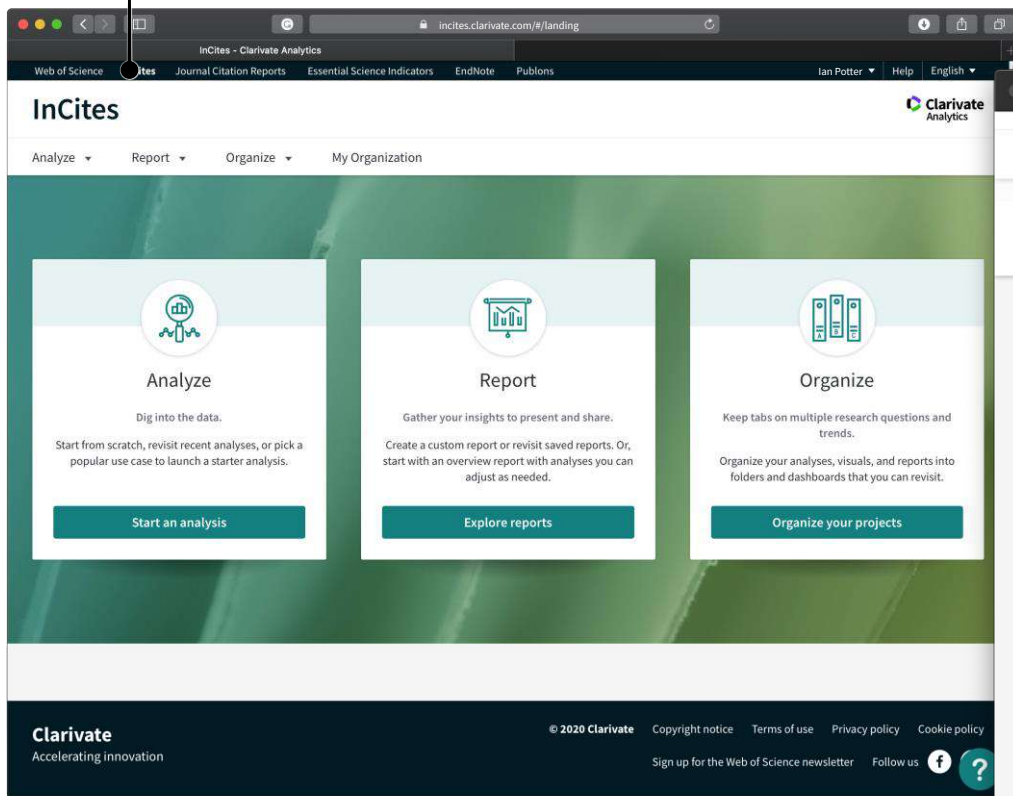 incites.clarivate.com/#/landing
InCites - Clarivate Analytics
Web of Science Journal Citation Reports Essential Science Indicators EndNote Publons Ian Potter Help English
InCites
Clarivate
Analytics
Analyze Report Organize My Organization
Analyze
Dig into the data.
Start from scratch, revisit recent analyses, or pick a
popular use case to launch a starter analysis.
Start an analysis
Report
Gather your insights to present and share.
Create a custom report or revisit saved reports. Or,
start with an overview report with analyses you can
adjust as needed.
Explore reports
Organize
Keep tabs on multiple research questions and
trends.
Organize your analyses, visuals, and reports into
folders and dashboards that you can revisit.
Organize your projects
Clarivate
Accelerating innovation
© 2020 Clarivate Copyright notice Terms of use Privacy policy Cookie policy
Sign up for the Web of Science newsletter Follow us